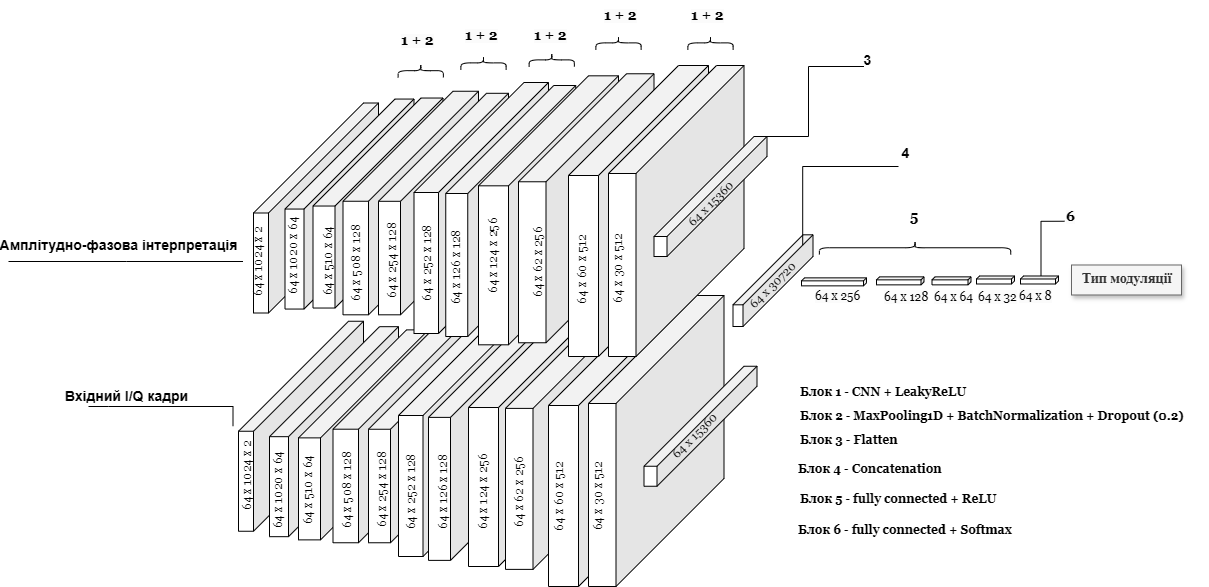 1 + 2
1 + 2
1 + 2
1 + 2
1 + 2
3
4
5
6
Амплітудно-фазова інтерпретація
64 x 1024 x 2
64 x 1020 x 64
64 x 510 x 64
64 x 508 x 128
64 x 254 x 128
64 x 252 x 128
64 x 126 x 128
64 x 124 x 256
64 x 62 x 256
64 x 60 x 512
64 x 30 x 512
64 x 15360
64 x 30720
64 x 256
64 x 128
64 x 64
64 x 32
64 x 8
Тип модуляції
Вхідний I/Q кадри
64 x 1024 x 2
64 x 1020 x 64
64 x 510 x 64
64 x 508 x 128
64 x 254 x 128
64 x 252 x 128
64 x 126 x 128
64 x 124 x 256
64 x 62 x 256
64 x 60 x 512
64 x 30 x 512
64 x 15360
Блок 1 - CNN + LeakyReLU
Блок 2 - MaxPooling1D + BatchNormalization + Dropout (0.2)
Блок 3 - Flatten
Блок 4 - Concatenation
Блок 5 - fully connected + ReLU
Блок 6 - fully connected + Softmax